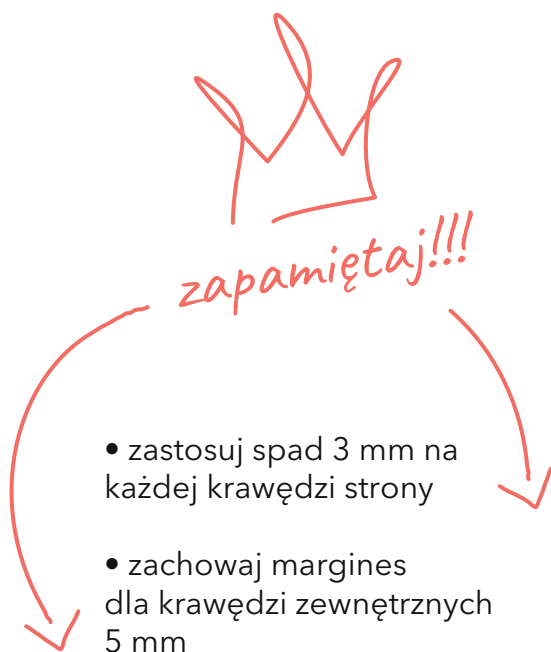 zapamiętaj!!!
• zastosuj spad 3 mm na
każdej krawędzi strony
• zachowaj margines
dla krawędzi zewnętrznych
5 mm